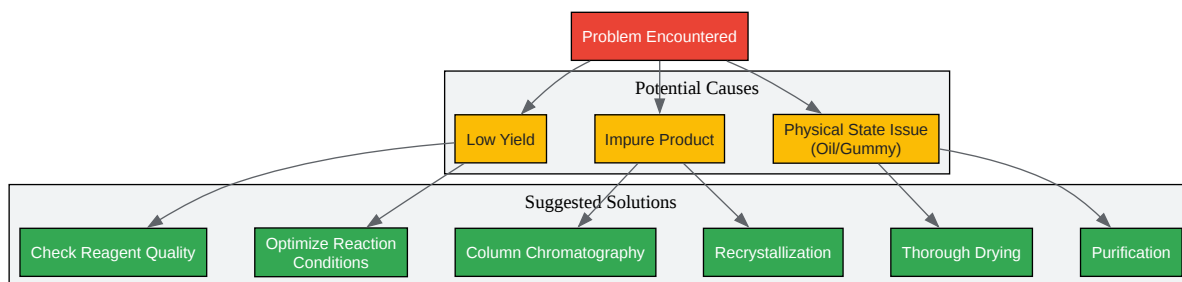 Problem Encountered
Potential Causes
Low Yield
Impure Product
Physical State Issue
(Oil/Gummy)
Suggested Solutions
Check Reagent Quality
Optimize Reaction
Conditions
Column Chromatography
Recrystallization
Thorough Drying
Purification